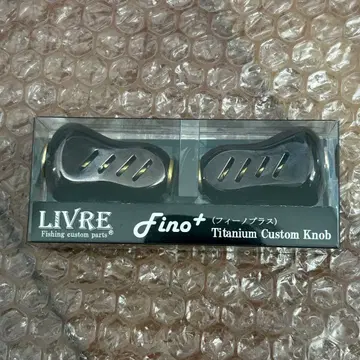 LIVRE®
Fishing custom parts
Fino+
(フィーノプラス)
Titanium Custom Knob